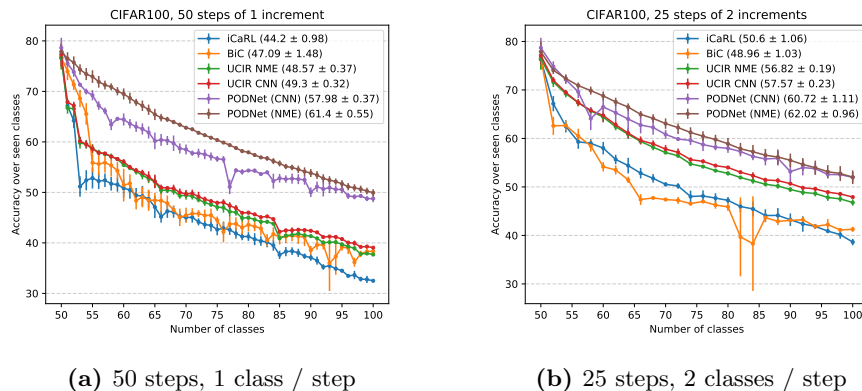 CIFAR100, 50 steps of 1 increment
iCaRL (44.2 ± 0.98)
BiC (47.09 ± 1.48)
UCIR NME (48.57 ± 0.37)
UCIR CNN (49.3 ± 0.32)
PODNet (CNN) (57.98 ± 0.37)
PODNet (NME) (61.4 ± 0.55)
Accuracy over seen classes
80
70
60
50
40
30
50 55 60 65 70 75 80 85 90 95 100
Number of classes
(a) 50 steps, 1 class / step
CIFAR100, 25 steps of 2 increments
iCaRL (50.6 ± 1.06)
BiC (48.96 ± 1.03)
UCIR NME (56.82 ± 0.19)
UCIR CNN (57.57 ± 0.23)
PODNet (CNN) (60.72 ± 1.11)
PODNet (NME) (62.02 ± 0.96)
Accuracy over seen classes
80
70
60
50
40
30
50 55 60 65 70 75 80 85 90 95 100
Number of classes
(b) 25 steps, 2 classes / step